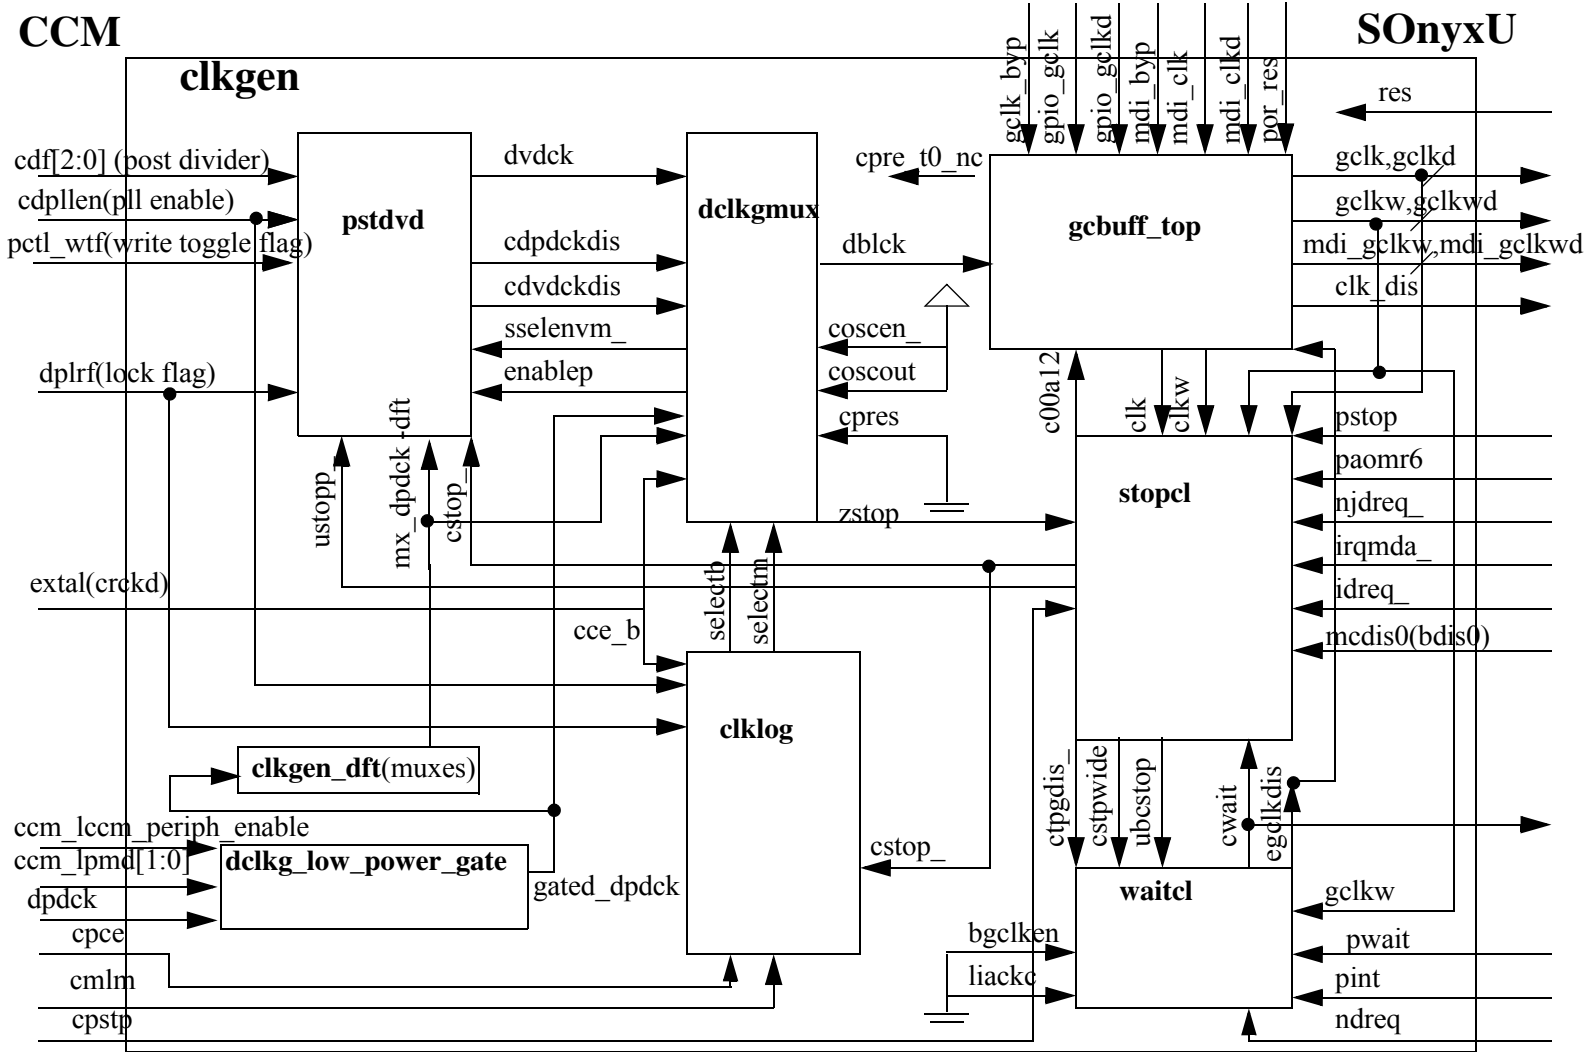 CCM
SOnyxU
clkgen
gclk_byp
gpio_gclk
gpio_gclkd
mdi_byp
mdi_clk
mdi_clkd
por_res
res
cdf[2:0] (post divider)
dvdck
cpre_t0_nc
gclk,gclkd
cdpllen(pll enable)
pstdvd
dclkgmux
gcbuff_top
gclkw,gclkwd
pctl_wtf(write toggle flag)
cdpdckdis
dblck
mdi_gclkw,mdi_gclkwd
cdvdckdis
clk_dis
sselenvm_
coscen_
dplrf(lock flag)
enablep
coscout
c00a12
clk
clkw
cpres
pstop
ustopp_
mx_dpdck -dft
cstop_
paomr6
stopcl
zstop
njdreq_
irqmda_
extal(crckd)
selectb
selectm
idreq_
cce_b
mcdis0(bdis0)
clklog
clkgen_dft(muxes)
ctpgdis_
cstpwide
ubcstop
cwait
egclkdis
ccm_lccm_periph_enable
ccm_lpmd[1:0]
dclkg_low_power_gate
cstop_
gated_dpdck
waitcl
gclkw
dpdck
cpce
bgclken
pwait
cmlm
liackc
pint
cpstp
ndreq